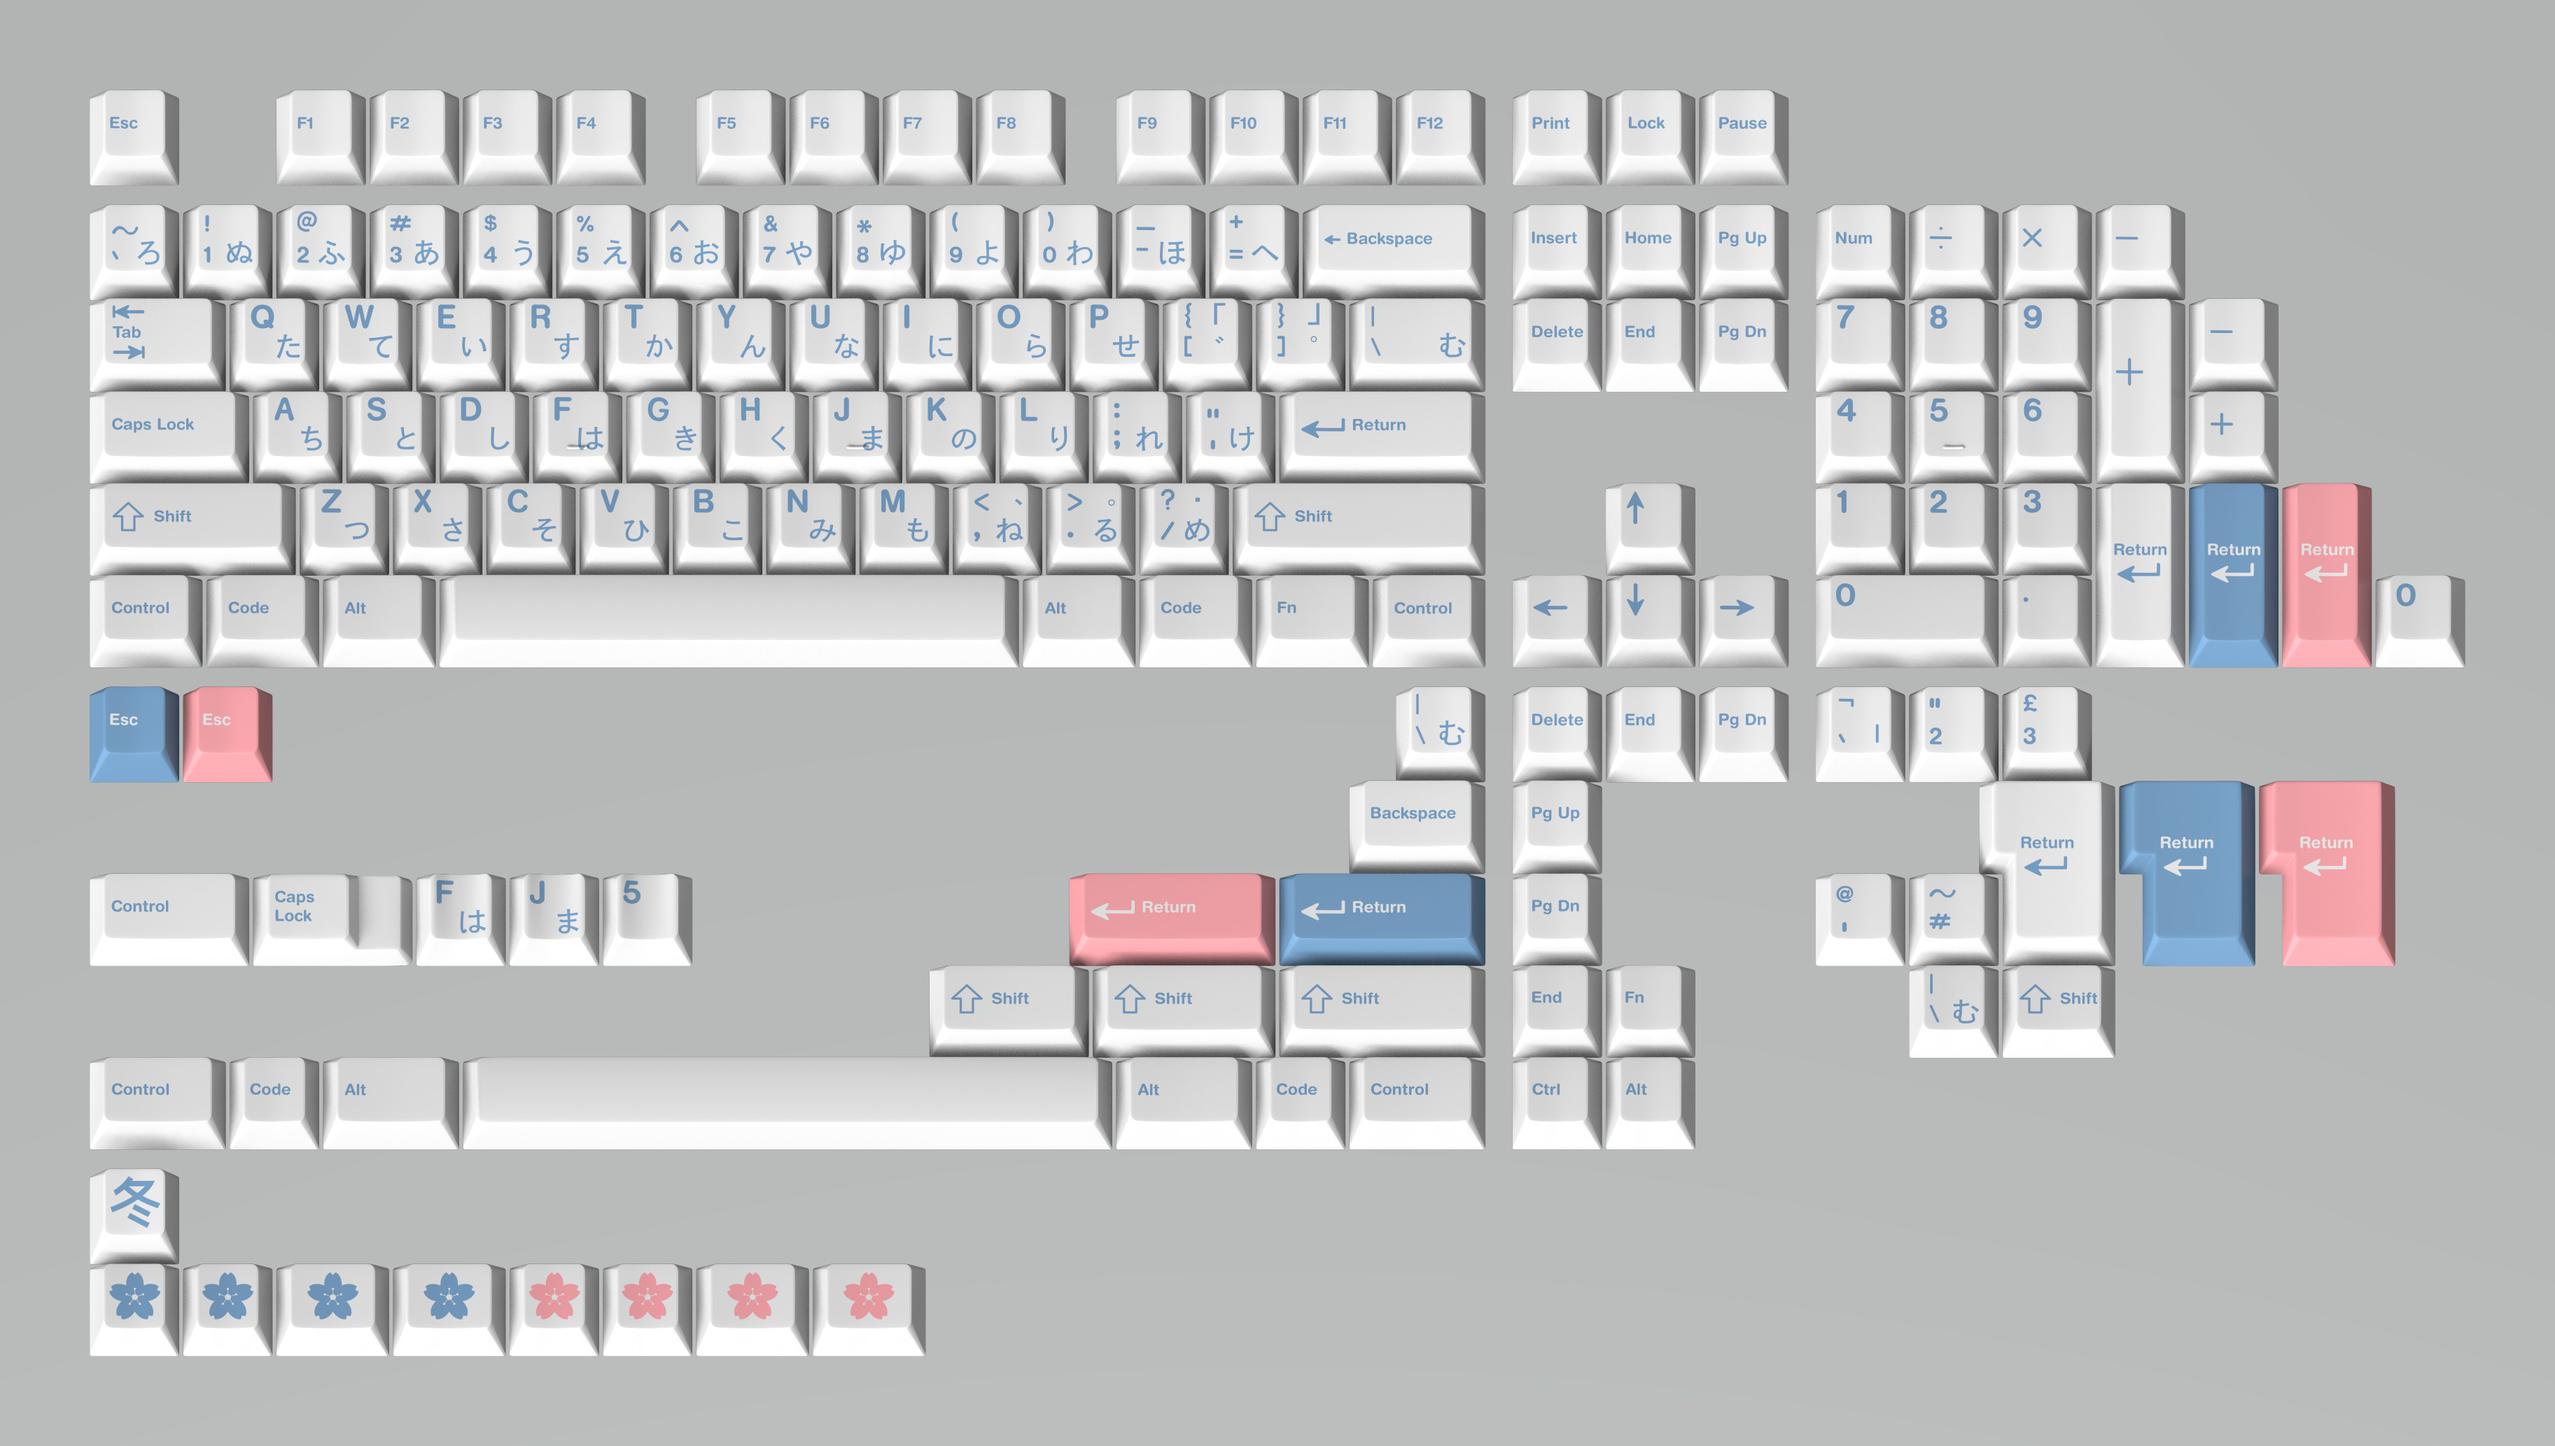 Esc F1 F2 F3 F4 F5 F6 F7 F8 F9 F10 F11 F12 Print Lock Pause
~ ! @ # $ % ^ & * ( ) _ +
` ろ 1 ぬ 2 ふ 3 あ 4 う 5 え 6 お 7 や 8 ゆ 9 よ 0 わ - ほ = へ ← Backspace Insert Home Pg Up Num ÷ × −
Tab Q W E R T Y U I O P { 「 } 」 | 7 8 9
た て い す か ん な に ら せ [ ゛ ] ゜ \ む Delete End Pg Dn + −
Caps Lock A S D F G H J K L : " Return 4 5 6 +
ち と し は き く ま の り ; れ ' け
Shift Z X C V B N M < 、 > 。 ? ・ Shift ↑ 1 2 3
つ さ そ ひ こ み も , ね . る / め Return Return Return
Control Code Alt Alt Code Fn Control ← ↓ → 0 . 0
Esc Esc | Delete End Pg Dn ¬ " £
\ む ` | 2 3
Backspace Pg Up Return Return Return
Control Caps F J 5 Return Return Pg Dn @ ~
Lock は ま ' #
Shift Shift Shift End Fn | Shift
\ む
Control Code Alt Alt Code Control Ctrl Alt
冬